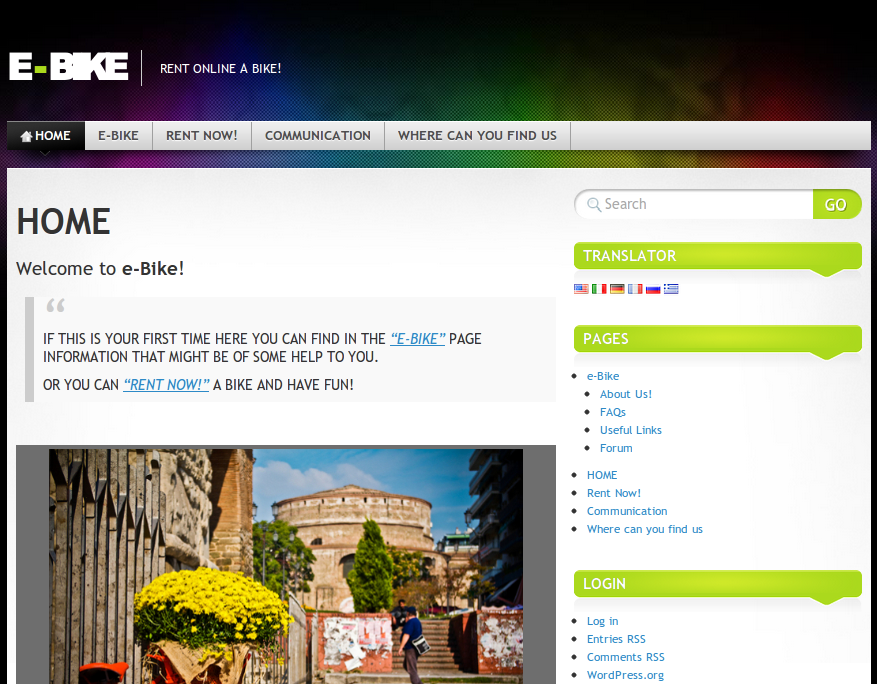 E-BIKE
RENT ONLINE A BIKE!
HOME
E-BIKE
RENT NOW!
COMMUNICATION
WHERE CAN YOU FIND US
HOME
Welcome to e-Bike!
“
IF THIS IS YOUR FIRST TIME HERE YOU CAN FIND IN THE “E-BIKE” PAGE
INFORMATION THAT MIGHT BE OF SOME HELP TO YOU.
OR YOU CAN “RENT NOW!” A BIKE AND HAVE FUN!
Search
GO
TRANSLATOR
PAGES
e-Bike
About Us!
FAQs
Useful Links
Forum
HOME
Rent Now!
Communication
Where can you find us
LOGIN
Log in
Entries RSS
Comments RSS
WordPress.org